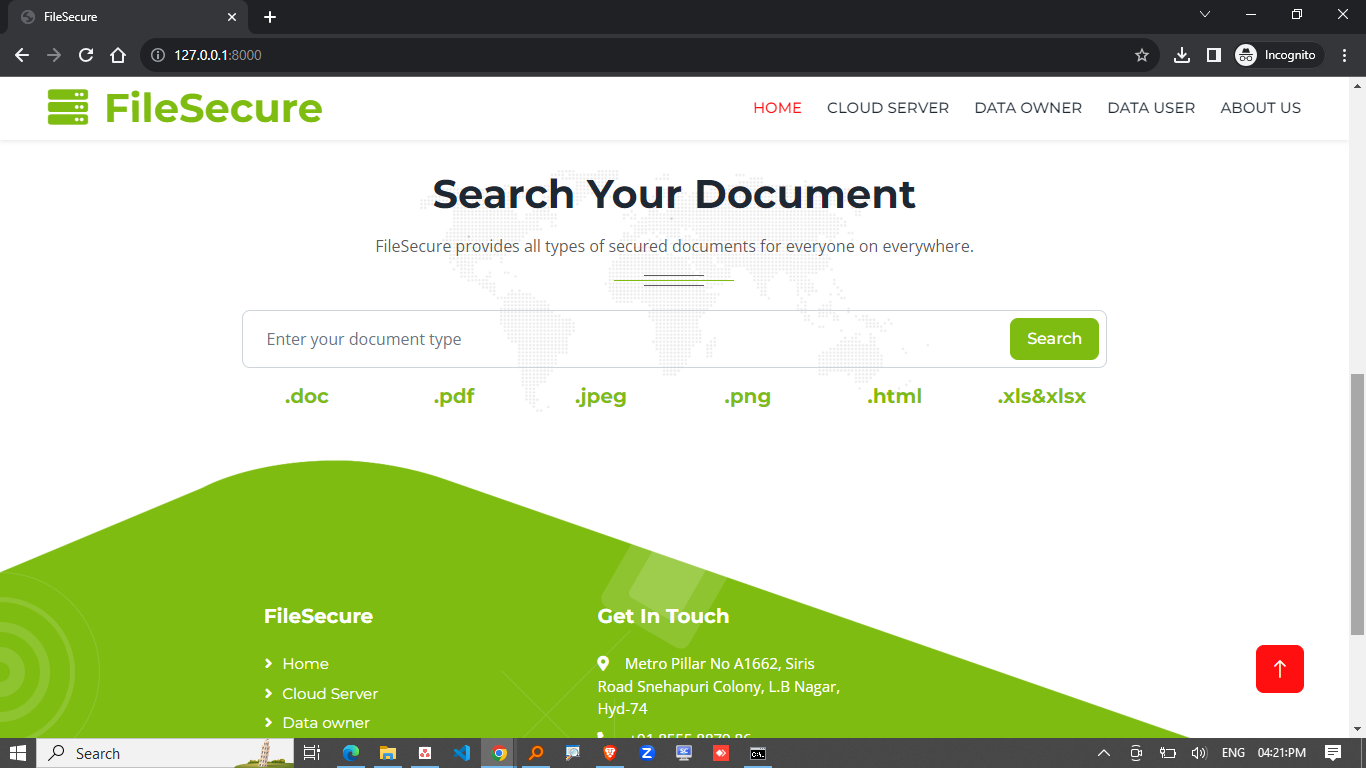 FileSecure
Incognito
127.0.0.1:8000
FileSecure
HOME
CLOUD SERVER
DATA OWNER
DATA USER
ABOUT US
Search Your Document
FileSecure provides all types of secured documents for everyone on everywhere.
Enter your document type
Search
.doc
.pdf
.jpeg
.png
.html
.xls&xlsx
FileSecure
Home
Cloud Server
Data owner
Get In Touch
Metro Pillar No A1662, Siris
Road Snehapuri Colony, L.B Nagar,
Hyd-74
Search
ENG
04:21:PM